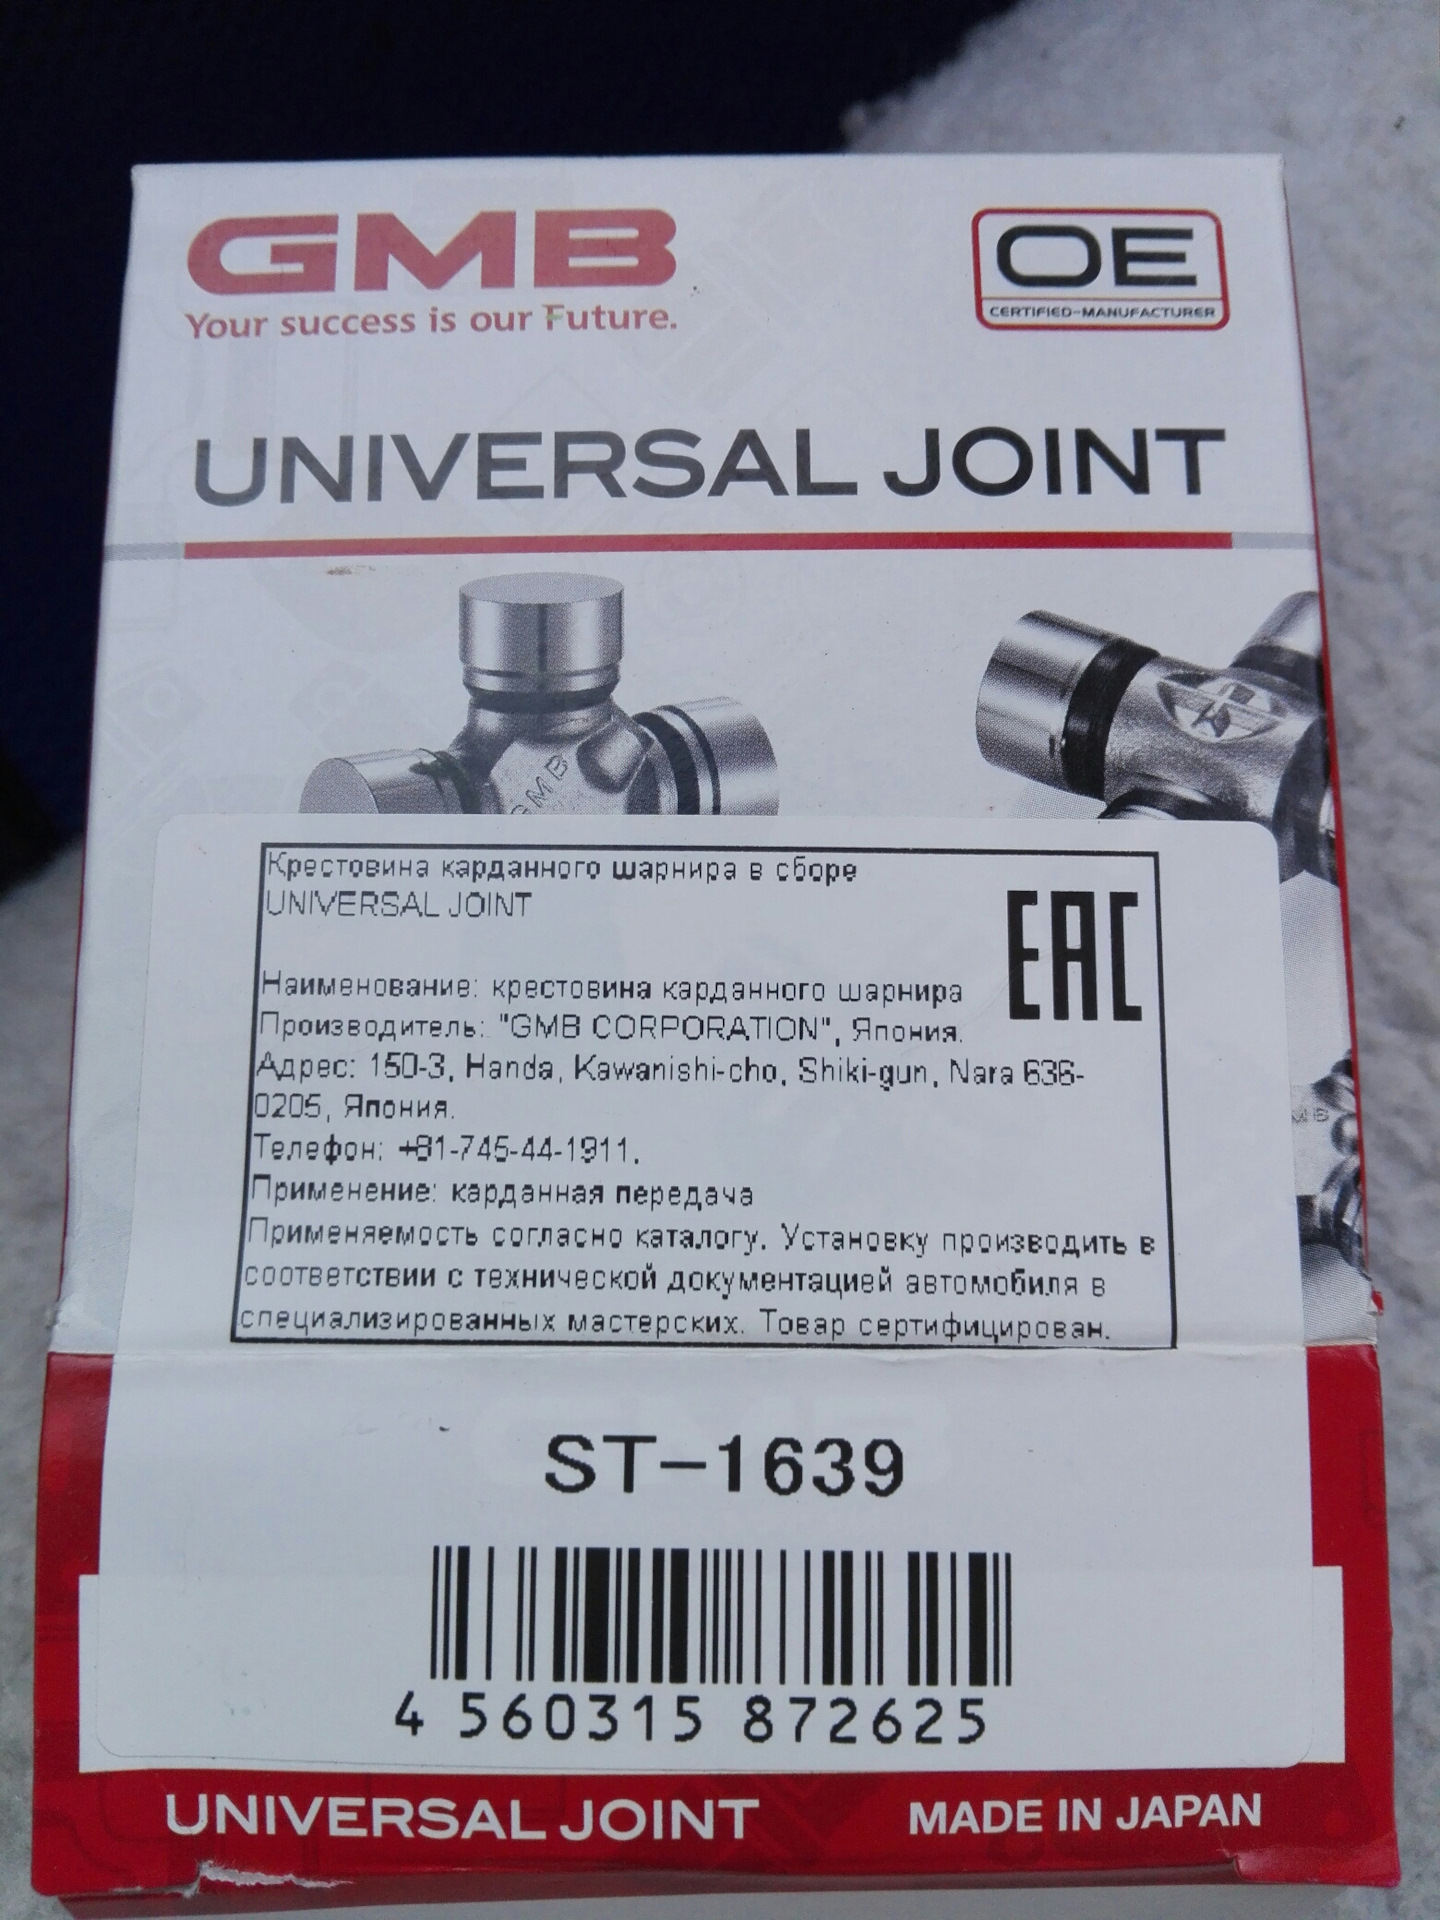 GMB
Your success is our Future.
OE
CERTIFIED-MANUFACTURER
UNIVERSAL JOINT
GMB
Крестовина карданного шарнира в сборе
UNIVERSAL JOINT
EAC
Наименование: крестовина карданного шарнира
Производитель: "GMB CORPORATION", Япония.
Адрес: 150-3, Handa, Kawanishi-cho, Shiki-gun, Nara 636-
0205, Япония.
Телефон: +81-745-44-1911.
Применение: карданная передача
Применяемость согласно каталогу. Установку производить в
соответствии с технической документацией автомобиля в
специализированных мастерских. Товар сертифицирован.
ST-1639
4 560315 872625
UNIVERSAL JOINT
MADE IN JAPAN